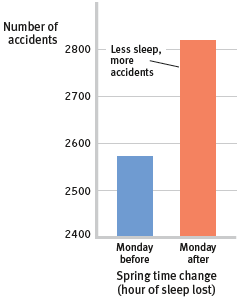 Number of
accidents
2800
2700
2600
2500
2400
Less sleep,
more
accidents
Monday
before
Monday
after
Spring time change
(hour of sleep lost)